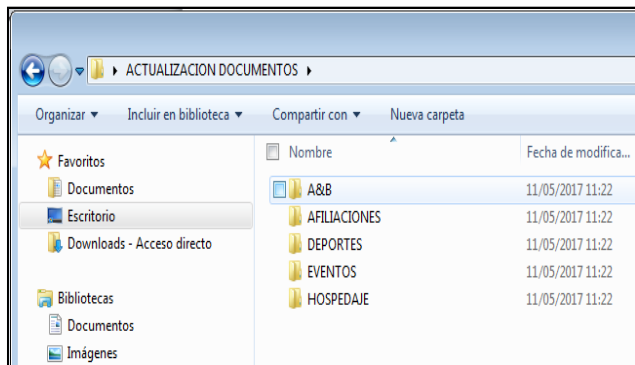 ACTUALIZACION DOCUMENTOS
Organizar Incluir en biblioteca Compartir con Nueva carpeta
Favoritos
Documentos
Escritorio
Downloads - Acceso directo
Bibliotecas
Documentos
Imágenes
Nombre Fecha de modifica...
A&B 11/05/2017 11:22
AFILIACIONES 11/05/2017 11:22
DEPORTES 11/05/2017 11:22
EVENTOS 11/05/2017 11:22
HOSPEDAJE 11/05/2017 11:22